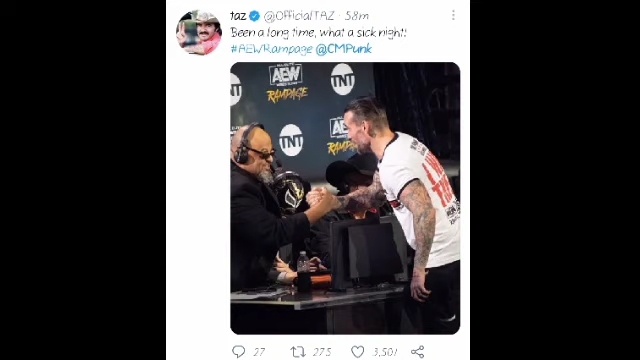 taz @OfficialTAZ · 58m
Been a long time, what a sick night!
#AEWRampage @CMPunk
AEW
RAMPAGE
TNT
TNT
AEW
TNT
27 275 3,501